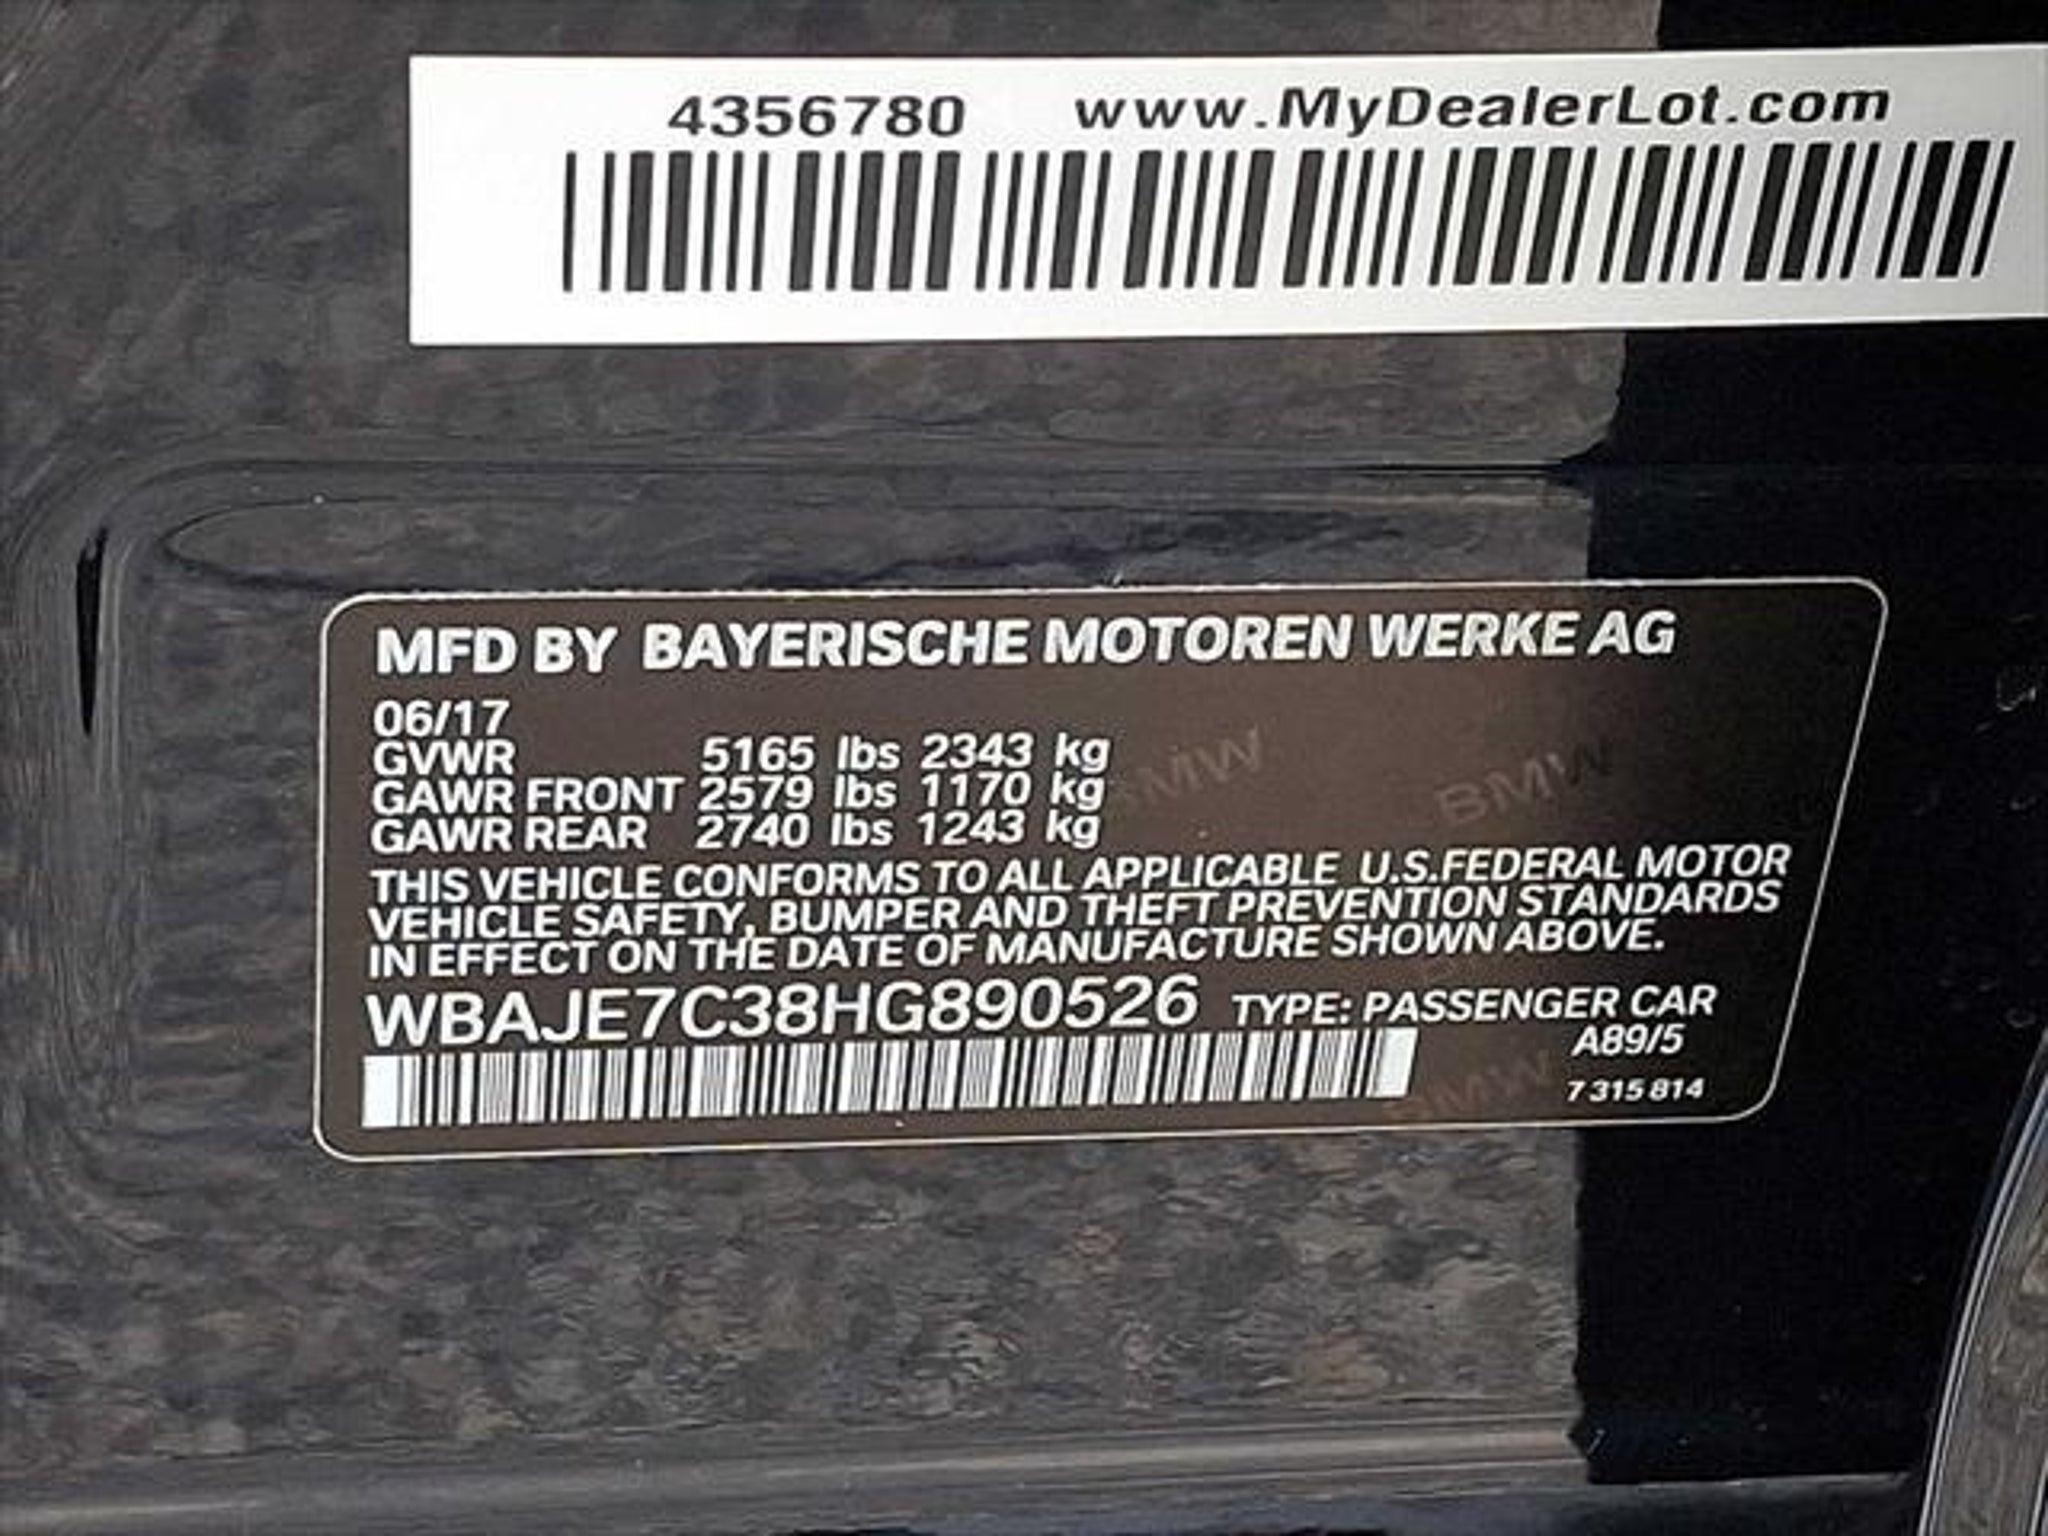 4356780 www.MyDealerLot.com
MFD BY BAYERISCHE MOTOREN WERKE AG
06/17
GVWR 5165 lbs 2343 kg
GAWR FRONT 2579 lbs 1170 kg
GAWR REAR 2740 lbs 1243 kg
BMW BMW
THIS VEHICLE CONFORMS TO ALL APPLICABLE U.S.FEDERAL MOTOR
VEHICLE SAFETY, BUMPER AND THEFT PREVENTION STANDARDS
IN EFFECT ON THE DATE OF MANUFACTURE SHOWN ABOVE.
WBAJE7C38HG890526 TYPE: PASSENGER CAR
A89/5
BMW
7 315 814